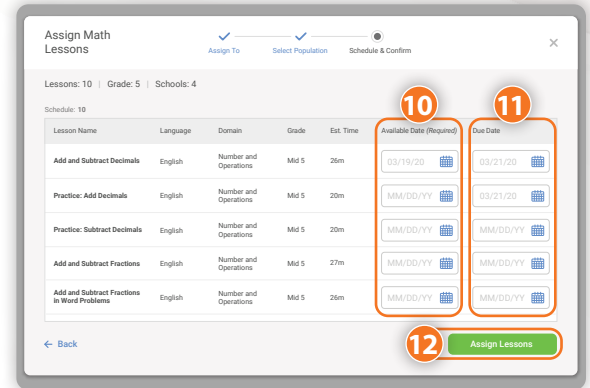 Assign Math
Lessons
Assign To
Select Population
Schedule & Confirm
Lessons: 10 | Grade: 5 | Schools: 4
Schedule: 10
10
11
Lesson Name Language Domain Grade Est. Time Available Date (Required) Due Date
Add and Subtract Decimals English Number and Operations Mid 5 26m 03/19/20 03/21/20
Practice: Add Decimals English Number and Operations Mid 5 20m MM/DD/YY 03/21/20
Practice: Subtract Decimals English Number and Operations Mid 5 20m MM/DD/YY MM/DD/YY
Add and Subtract Fractions English Number and Operations Mid 5 27m MM/DD/YY MM/DD/YY
Add and Subtract Fractions in Word Problems English Number and Operations Mid 5 26m MM/DD/YY MM/DD/YY
← Back
12
Assign Lessons